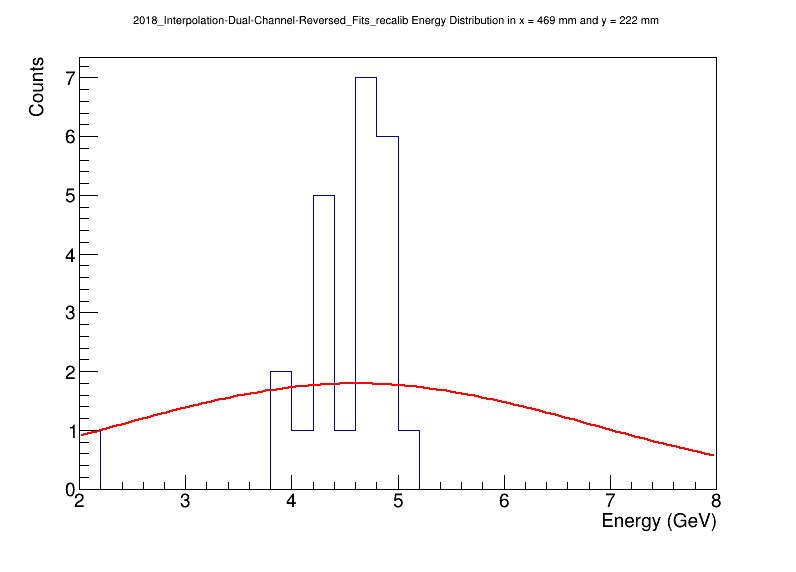 2018_Interpolation-Dual-Channel-Reversed_Fits_recalib Energy Distribution in x = 469 mm and y = 222 mm
Counts
7
6
5
4
3
2
1
0
2 3 4 5 6 7 8
Energy (GeV)